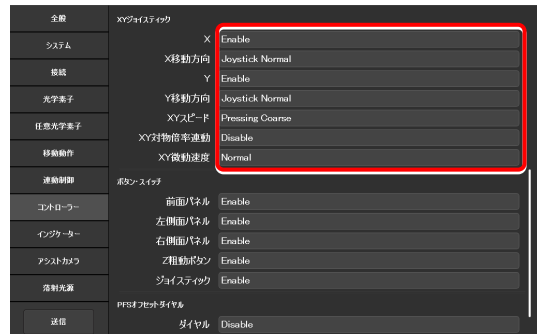 全般
システム
接続
光学素子
任意光学素子
移動動作
連動制御
コントローラー
インジケーター
アシストカメラ
落射光源
送信
XYジョイスティック
X Enable
X移動方向 Joystick Normal
Y Enable
Y移動方向 Joystick Normal
XYスピード Pressing Coarse
XY対物倍率連動 Disable
XY微動速度 Normal
ボタン・スイッチ
前面パネル Enable
左側面パネル Enable
右側面パネル Enable
Z粗動ボタン Enable
ジョイスティック Enable
PFSオフセットダイヤル
ダイヤル Disable